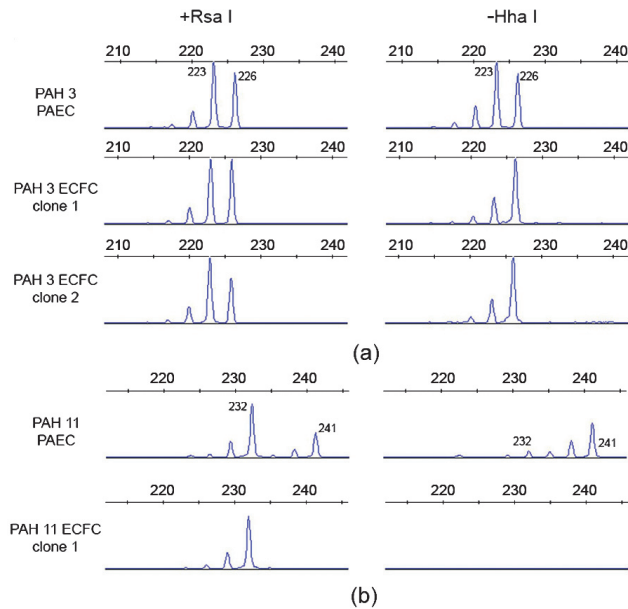 +Rsa I -Hha I
210 220 230 240 210 220 230 240
PAH 3 PAEC 223 226 223 226
210 220 230 240 210 220 230 240
PAH 3 ECFC clone 1
210 220 230 240 210 220 230 240
PAH 3 ECFC clone 2
(a)
220 230 240 220 230 240
PAH 11 PAEC 232 241 232 241
220 230 240 220 230 240
PAH 11 ECFC clone 1
(b)